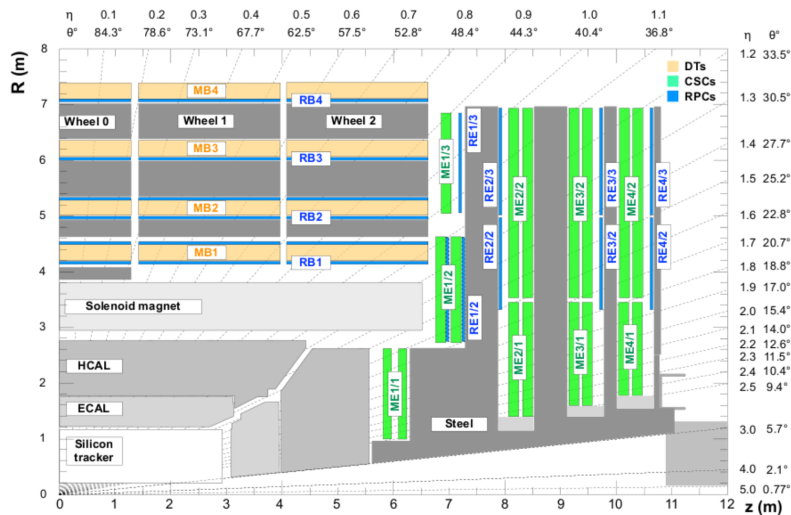 η 0.1 0.2 0.3 0.4 0.5 0.6 0.7 0.8 0.9 1.0 1.1
θ° 84.3° 78.6° 73.1° 67.7° 62.5° 57.5° 52.8° 48.4° 44.3° 40.4° 36.8° η θ°
R (m)
8
7
6
5
4
3
2
1
0
1.2 33.5°
1.3 30.5°
1.4 27.7°
1.5 25.2°
1.6 22.8°
1.7 20.7°
1.8 18.8°
1.9 17.0°
2.0 15.4°
2.1 14.0°
2.2 12.6°
2.3 11.5°
2.4 10.4°
2.5 9.4°
3.0 5.7°
4.0 2.1°
5.0 0.77°
DTs
CSCs
RPCs
MB4
RB4
Wheel 0 Wheel 1 Wheel 2
MB3
RB3
MB2
RB2
MB1
RB1
Solenoid magnet
HCAL
ECAL
Silicon
tracker
Steel
ME1/3
RE1/3
ME1/2
RE1/2
ME1/1
RE2/3
RE2/2
ME2/2
ME2/1
ME3/2
ME3/1
RE3/3
RE3/2
ME4/2
ME4/1
RE4/3
RE4/2
0 1 2 3 4 5 6 7 8 9 10 11 12
z (m)